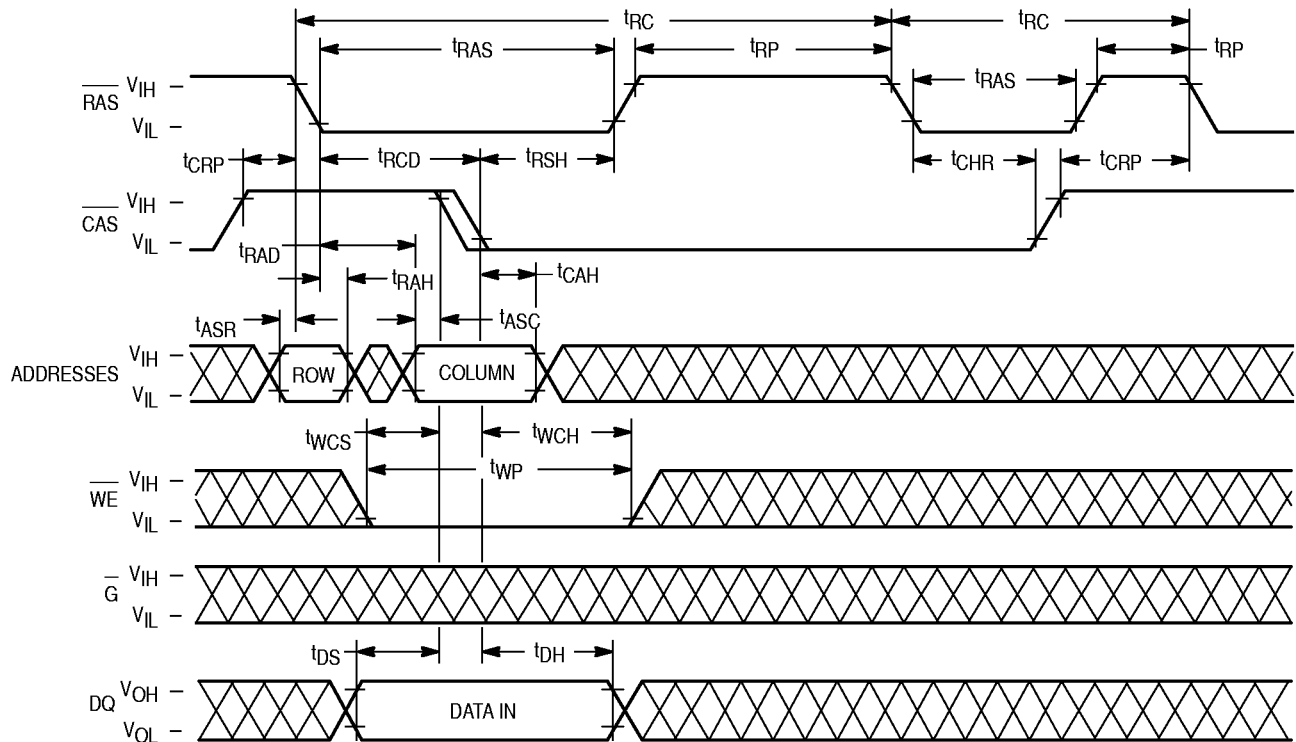 tRC tRC
tRAS tRP tRP
tRAS
RAS VIH
VIL
tCRP tRCD tRSH tCHR tCRP
CAS VIH
VIL
tRAD
tRAH tCAH
tASR tASC
ADDRESSES VIH
VIL
ROW COLUMN
tWCS tWCH
tWP
WE VIH
VIL
G VIH
VIL
tDS tDH
DQ VOH
VOL
DATA IN